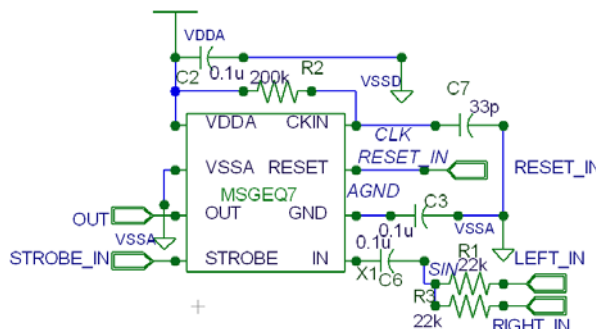 VDDA
C2
0.1u
R2
200k
VSSD
C7
33p
VDDA
CKIN
CLK
VSSA
RESET
RESET_IN
RESET_IN
MSGEQ7
AGND
OUT
OUT
GND
C3
VSSA
0.1u
VSSA
STROBE_IN
STROBE
IN
0.1u
X1
C6
SIN
R1
22k
LEFT_IN
R3
22k
RIGHT_IN